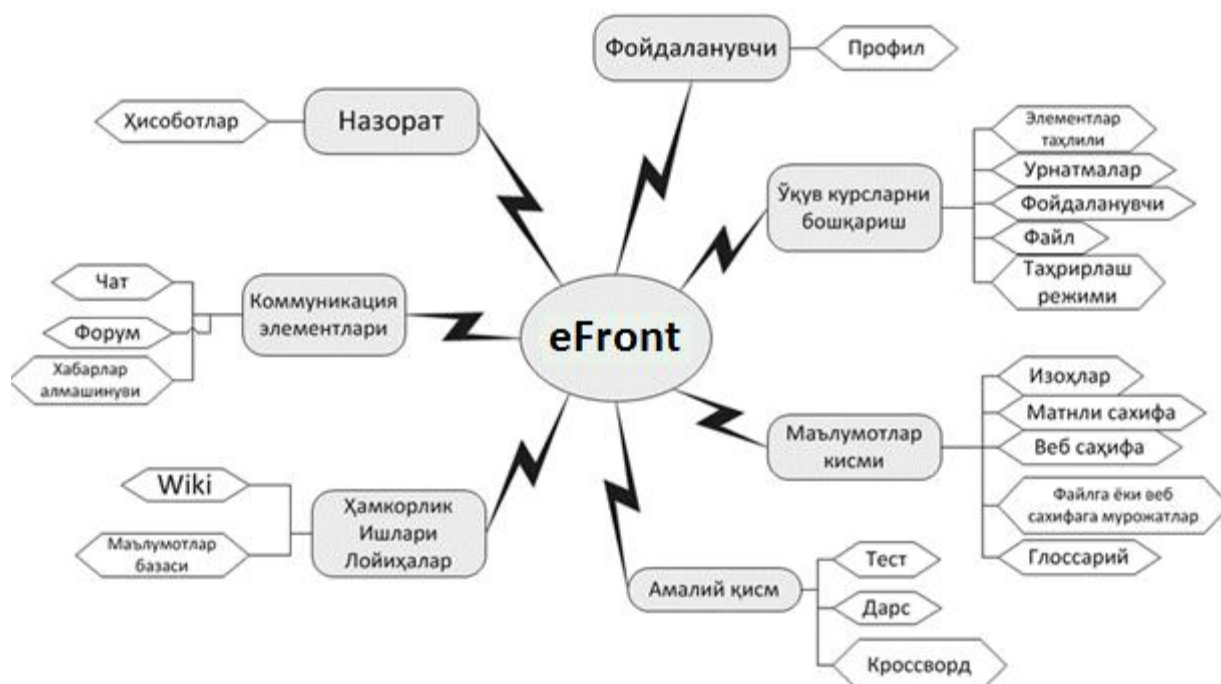 Фойдаланувчи
Профил
Назорат
Ҳисоботлар
Ўқув курсларни
бошқариш
Элементлар
таҳлили
Урнатмалар
Фойдаланувчи
Файл
Таҳрирлаш
режими
Коммуникация
элементлари
Чат
Форум
Хабарлар
алмашинуви
eFront
Маълумотлар
кисми
Изоҳлар
Матнли сахифа
Веб саҳифа
Файлга ёки веб
сахифага мурожатлар
Глоссарий
Ҳамкорлик
Ишлари
Лойиҳалар
Wiki
Маълумотлар
базаси
Амалий қисм
Тест
Дарс
Кроссворд